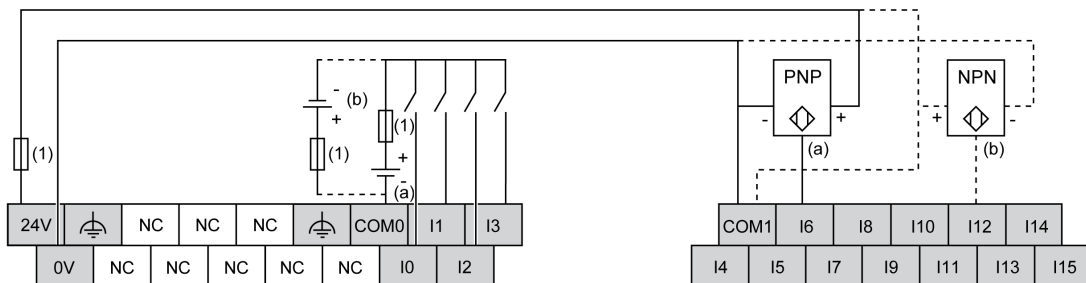 PNP NPN
- (b) +
+ (1) - + + -
(1) (1) + - (a) (a) (b)
24V NC NC NC COM0 I1 I3 COM1 I6 I8 I10 I12 I14
0V NC NC NC NC NC I0 I2 I4 I5 I7 I9 I11 I13 I15